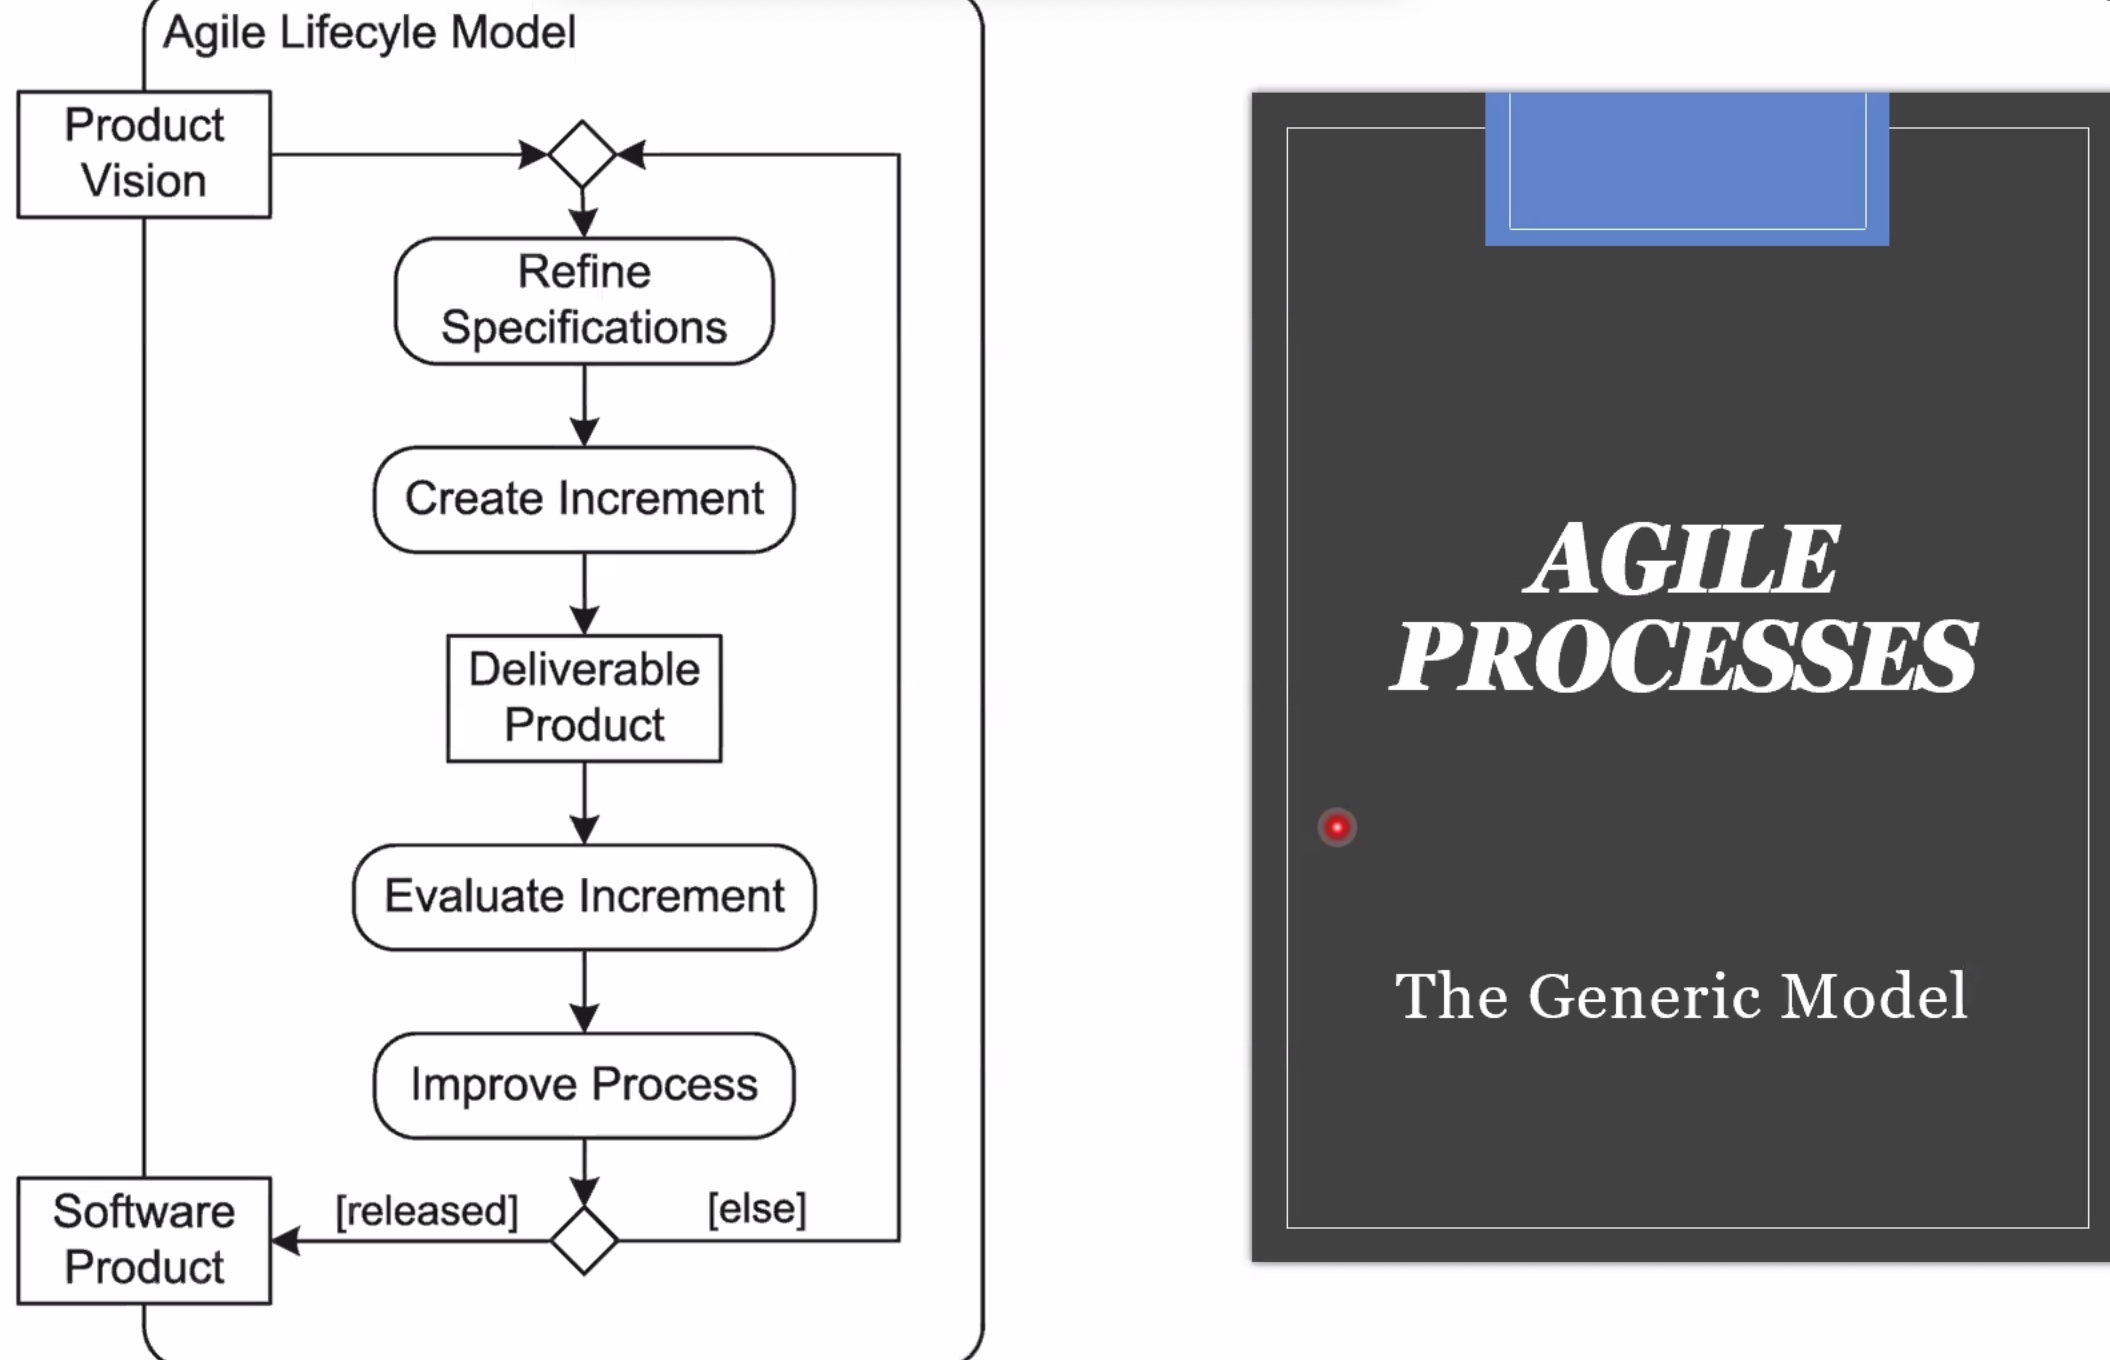 Agile Lifecyle Model
Product
Vision
Refine
Specifications
Create Increment
Deliverable
Product
Evaluate Increment
Improve Process
[released]
[else]
Software
Product
AGILE
PROCESSES
The Generic Model